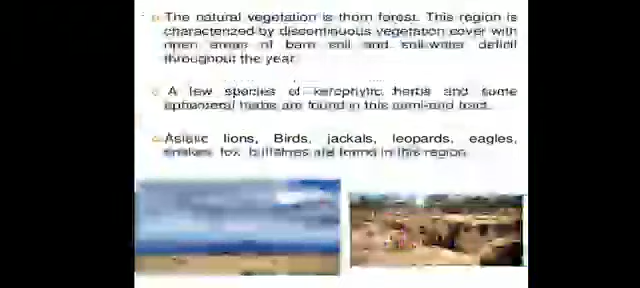 The natural vegetation is thorn forest. This region is
characterized by discontinuous vegetation cover with
open areas of barn soil and soil-water deficit
throughout the year.
A few species of xerophytic herbs and some
ephemeral herbs are found in this semi-arid tract.
Asiatic lions, Birds, jackals, leopards, eagles,
snakes, fox, buffaloes are found in this region.